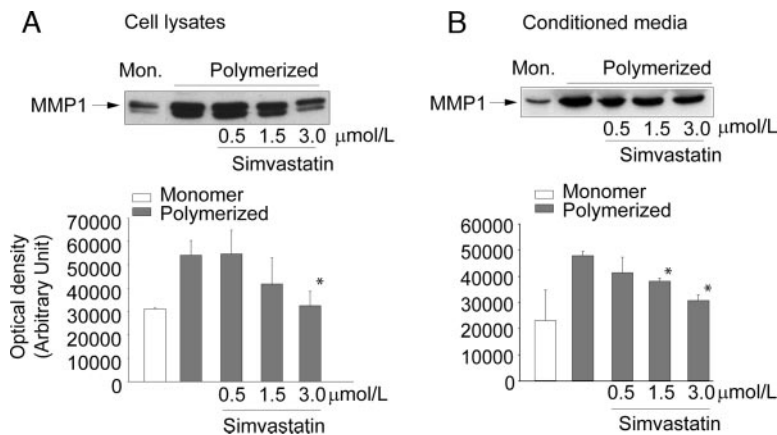 A Cell lysates
Mon. Polymerized
MMP1
0.5 1.5 3.0 μmol/L
Simvastatin
Monomer
Polymerized
Optical density
(Arbitrary Unit)
70000
60000
50000
40000
30000
20000
10000
0
*
0.5 1.5 3.0 μmol/L
Simvastatin
B Conditioned media
Mon. Polymerized
MMP1
0.5 1.5 3.0 μmol/L
Simvastatin
Monomer
Polymerized
60000
50000
40000
30000
20000
10000
0
* *
0.5 1.5 3.0 μmol/L
Simvastatin